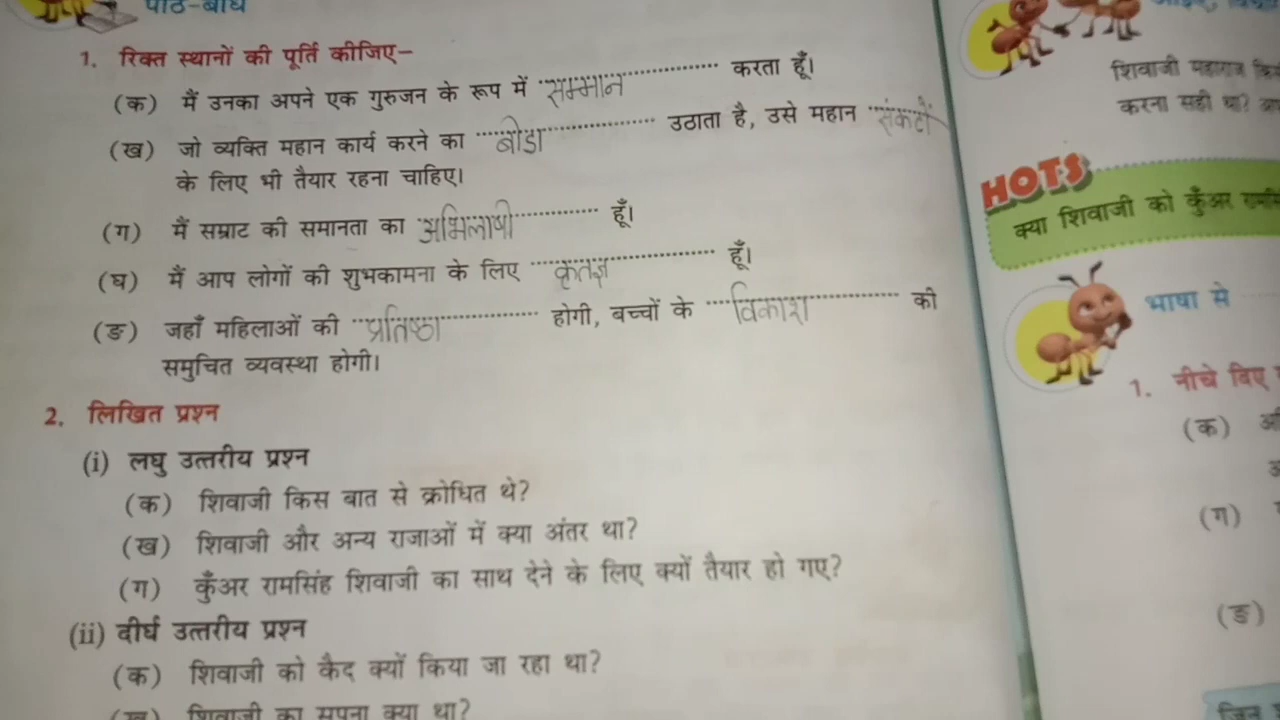 पाठ-बोध
1. रिक्त स्थानों की पूर्ति कीजिए–
(क) मैं उनका अपने एक गुरुजन के रूप में सम्मान करता हूँ।
(ख) जो व्यक्ति महान कार्य करने का बीडा उठाता है, उसे महान संकटों
के लिए भी तैयार रहना चाहिए।
(ग) मैं सम्राट की समानता का अभिलाषी हूँ।
(घ) मैं आप लोगों की शुभकामना के लिए कृतज्ञ हूँ।
(ङ) जहाँ महिलाओं की प्रतिष्ठा होगी, बच्चों के विकाश की
समुचित व्यवस्था होगी।
2. लिखित प्रश्न
(i) लघु उत्तरीय प्रश्न
(क) शिवाजी किस बात से क्रोधित थे?
(ख) शिवाजी और अन्य राजाओं में क्या अंतर था?
(ग) कुँअर रामसिंह शिवाजी का साथ देने के लिए क्यों तैयार हो गए?
(ii) दीर्घ उत्तरीय प्रश्न
(क) शिवाजी को कैद क्यों किया जा रहा था?
(ख) शिवाजी का सपना क्या था?
शिवाजी महाराज
करना सही था?
HOTS
क्या शिवाजी को कुँअर
भाषा से
1. नीचे दिए
(क)
(ग)
(ङ)